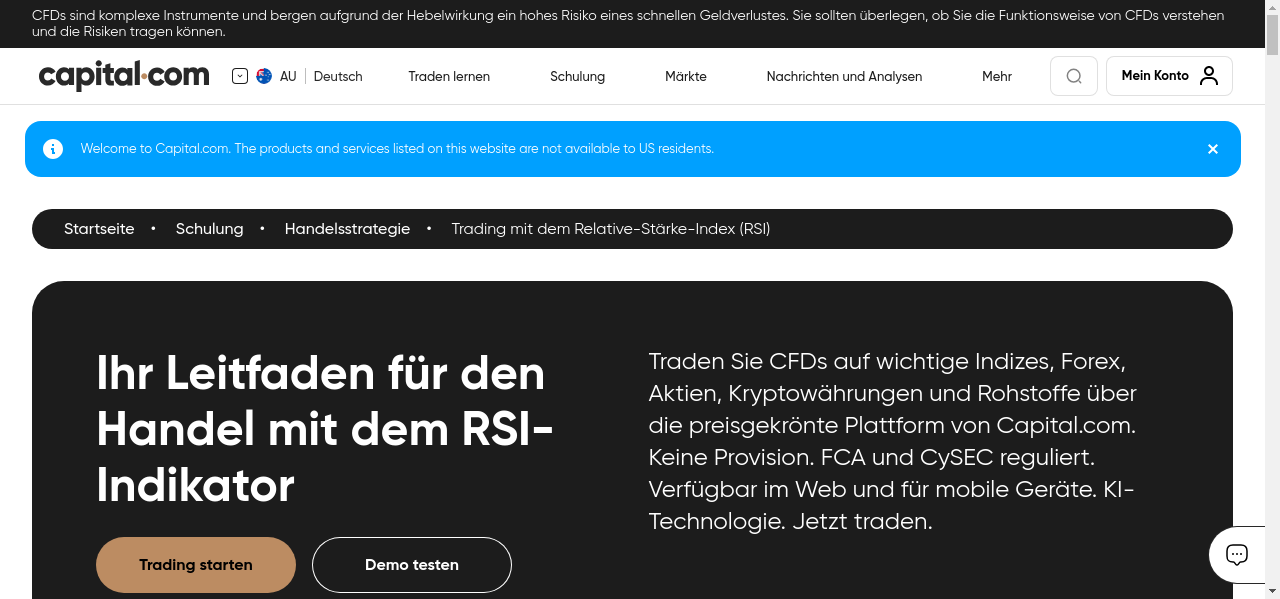 CFDs sind komplexe Instrumente und bergen aufgrund der Hebelwirkung ein hohes Risiko eines schnellen Geldverlustes. Sie sollten überlegen, ob Sie die Funktionsweise von CFDs verstehen
und die Risiken tragen können.
capital.com
AU
Deutsch
Traden lernen
Schulung
Märkte
Nachrichten und Analysen
Mehr
Mein Konto
Welcome to Capital.com. The products and services listed on this website are not available to US residents.
Startseite • Schulung • Handelsstrategie • Trading mit dem Relative-Stärke-Index (RSI)
Ihr Leitfaden für den
Handel mit dem RSI-
Indikator
Trading starten
Demo testen
Traden Sie CFDs auf wichtige Indizes, Forex,
Aktien, Kryptowährungen und Rohstoffe über
die preisgekrönte Plattform von Capital.com.
Keine Provision. FCA und CySEC reguliert.
Verfügbar im Web und für mobile Geräte. KI-
Technologie. Jetzt traden.